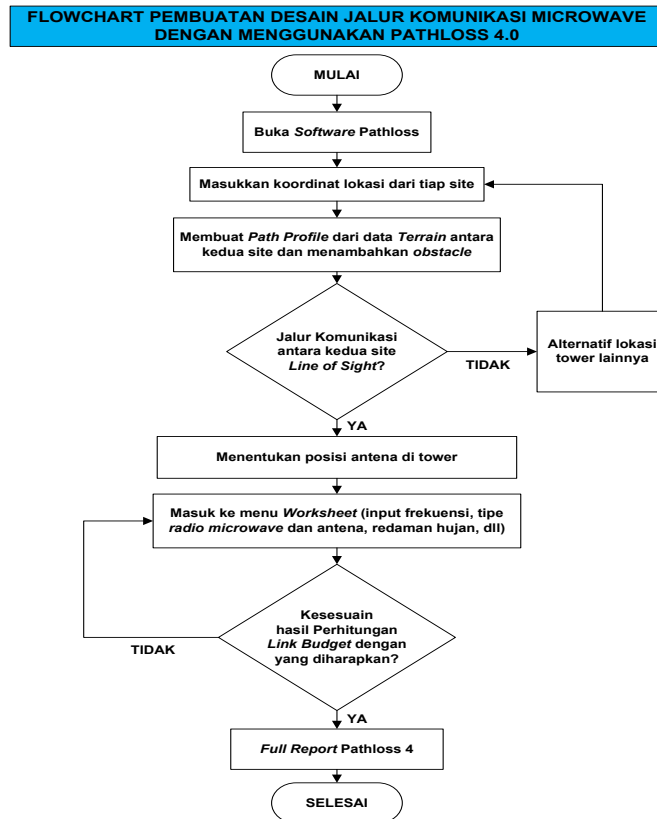 FLOWCHART PEMBUATAN DESAIN JALUR KOMUNIKASI MICROWAVE
DENGAN MENGGUNAKAN PATHLOSS 4.0
MULAI
Buka Software Pathloss
Masukkan koordinat lokasi dari tiap site
Membuat Path Profile dari data Terrain antara
kedua site dan menambahkan obstacle
Jalur Komunikasi
antara kedua site
Line of Sight?
TIDAK
Alternatif lokasi
tower lainnya
YA
Menentukan posisi antena di tower
Masuk ke menu Worksheet (input frekuensi, tipe
radio microwave dan antena, redaman hujan, dll)
Kesesuain
hasil Perhitungan
Link Budget dengan
yang diharapkan?
TIDAK
YA
Full Report Pathloss 4
SELESAI